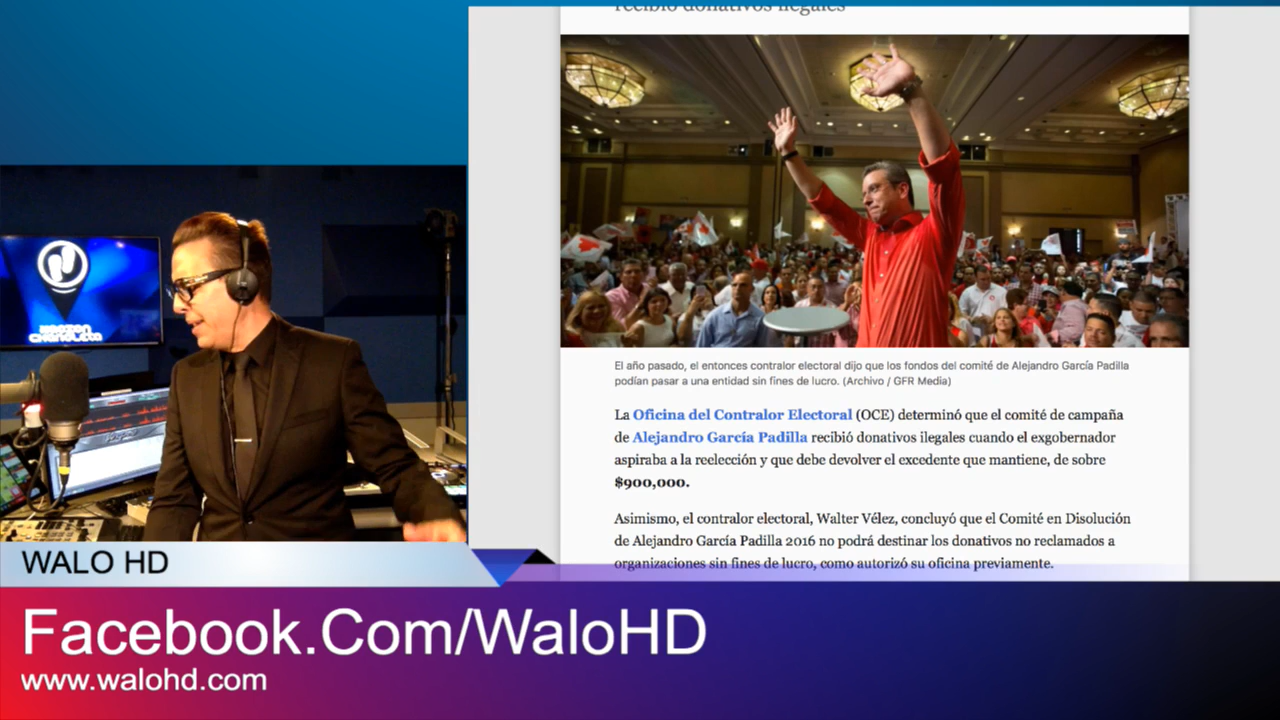 recibió donativos ilegales
El año pasado, el entonces contralor electoral dijo que los fondos del comité de Alejandro García Padilla
podían pasar a una entidad sin fines de lucro. (Archivo / GFR Media)
La Oficina del Contralor Electoral (OCE) determinó que el comité de campaña
de Alejandro García Padilla recibió donativos ilegales cuando el exgobernador
aspiraba a la reelección y que debe devolver el excedente que mantiene, de sobre
$900,000.
Asimismo, el contralor electoral, Walter Vélez, concluyó que el Comité en Disolución
de Alejandro García Padilla 2016 no podrá destinar los donativos no reclamados a
organizaciones sin fines de lucro, como autorizó su oficina previamente.
WALO HD
Facebook.Com/WaloHD
www.walohd.com